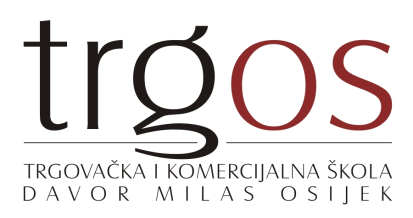 trgos
TRGOVAČKA I KOMERCIJALNA ŠKOLA
DAVOR MILAS OSIJEK